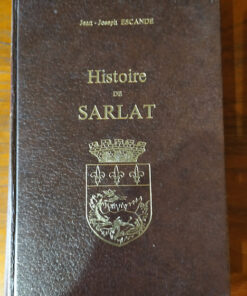 Jean-Joseph ESCANDE
Histoire
DE
SARLAT